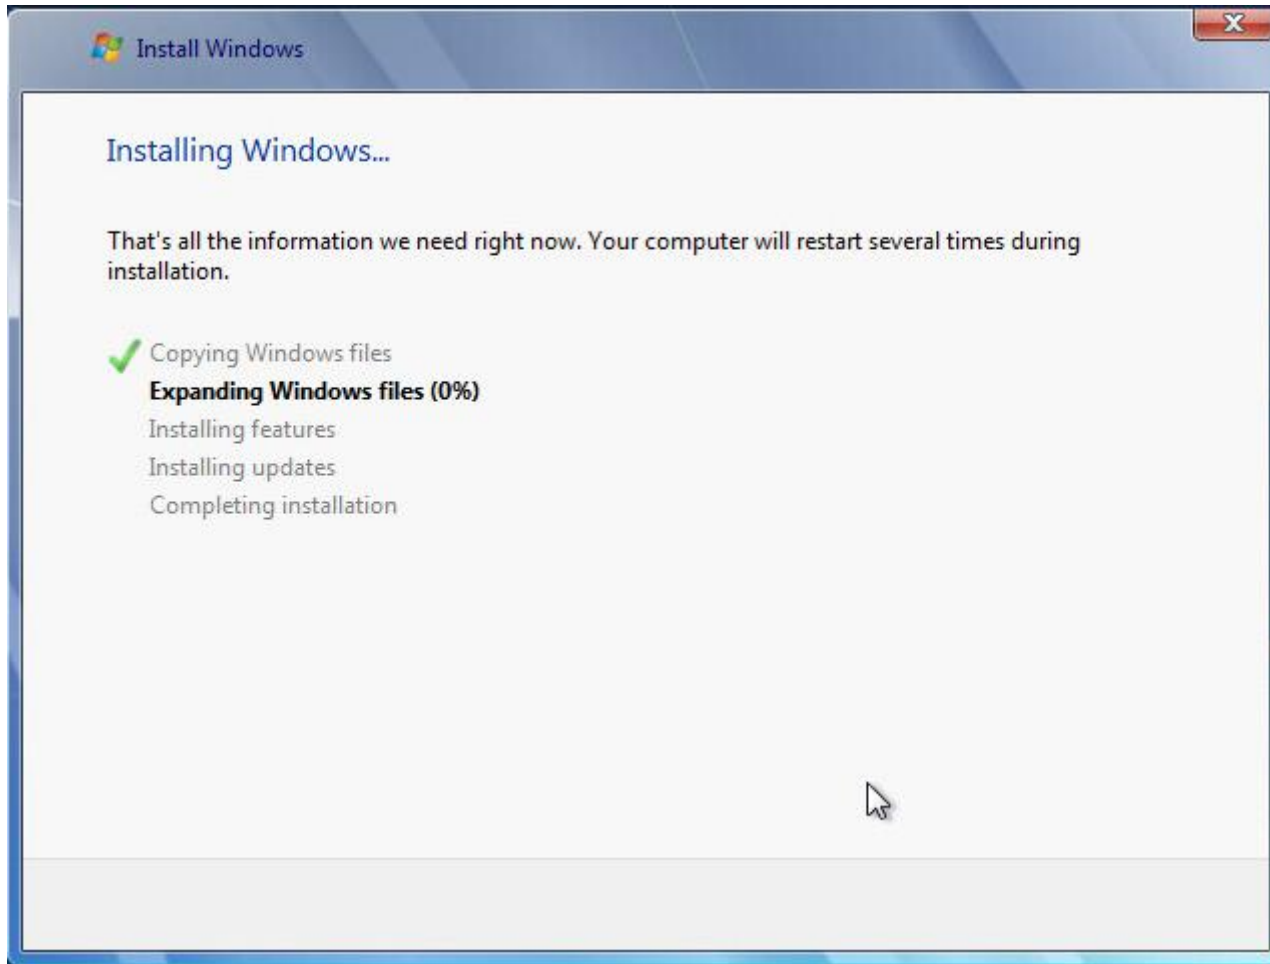 Install Windows
Installing Windows...
That's all the information we need right now. Your computer will restart several times during
installation.
Copying Windows files
Expanding Windows files (0%)
Installing features
Installing updates
Completing installation